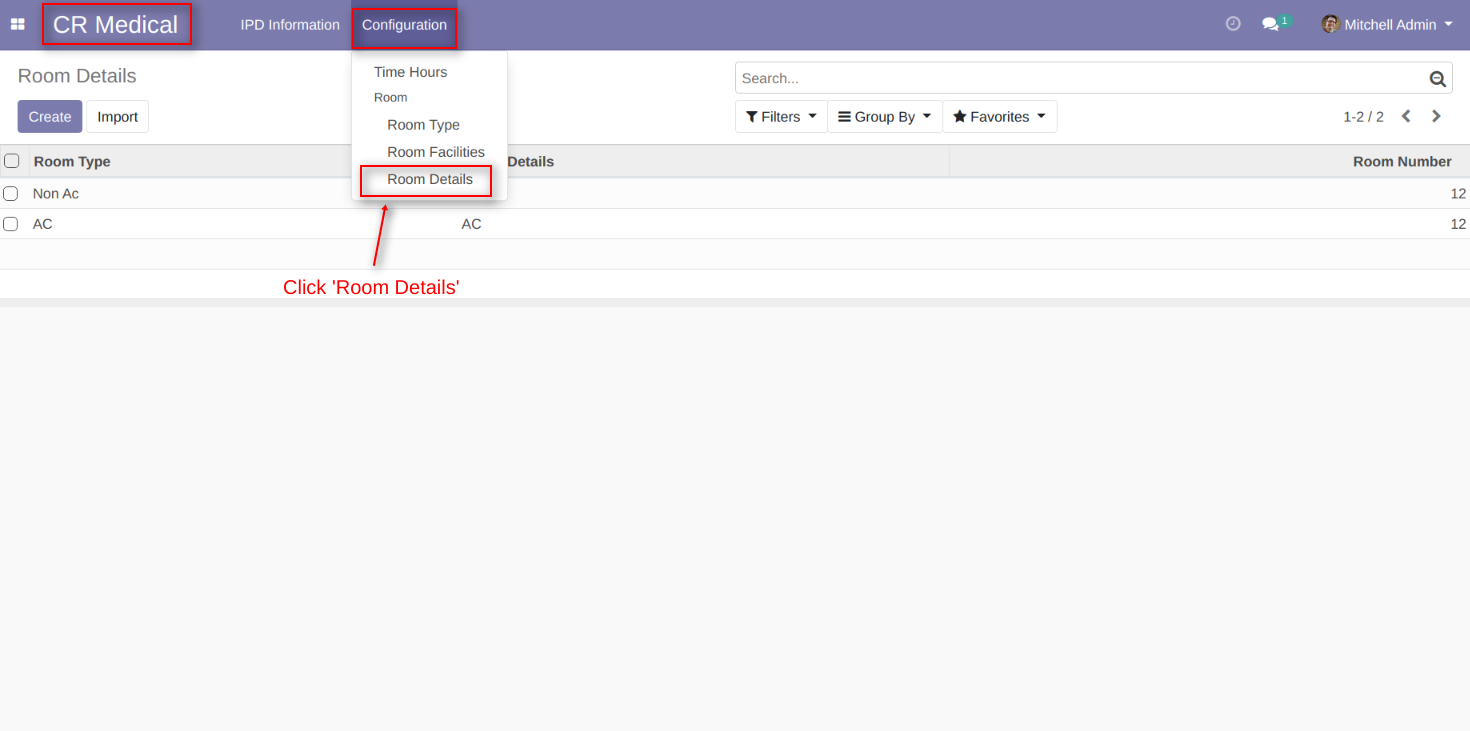 CR Medical IPD Information Configuration 1 Mitchell Admin
Room Details
Search...
Create Import
Filters Group By Favorites 1-2 / 2
Time Hours
Room
Room Type
Room Facilities
Room Details
Room Type Details Room Number
Non Ac 12
AC AC 12
Click 'Room Details'